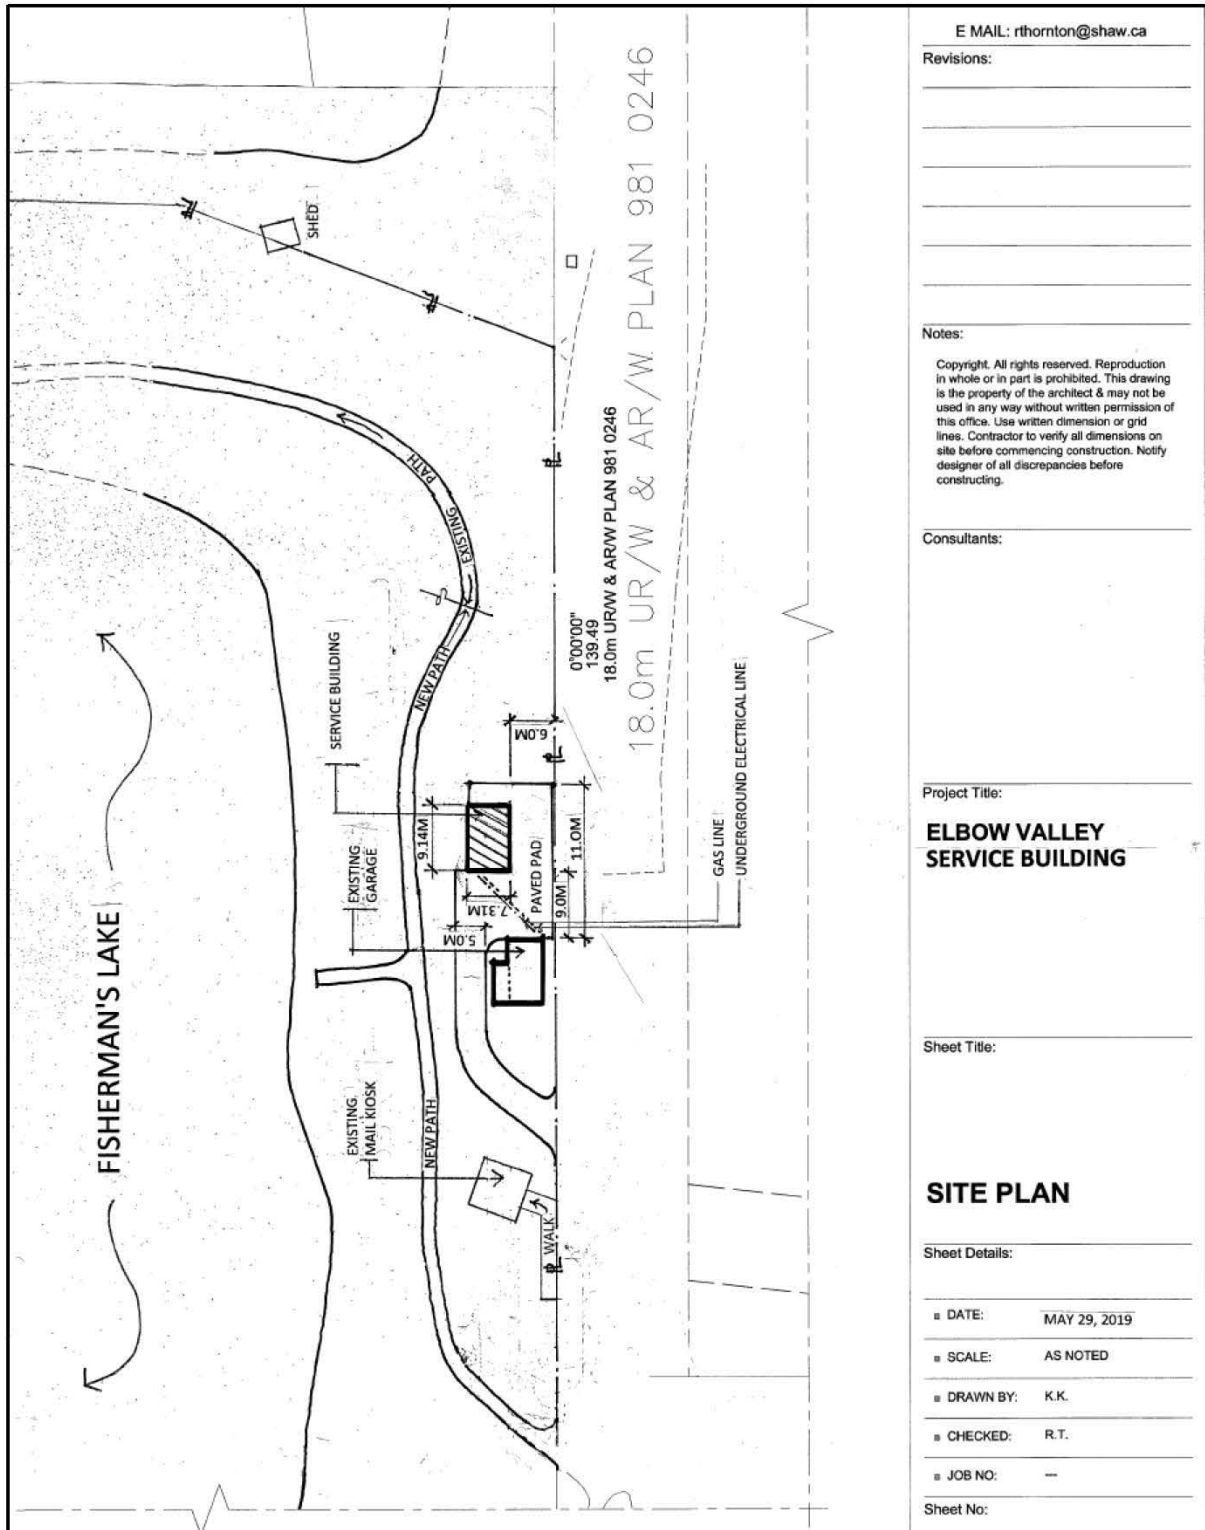 E MAIL: rthornton@shaw.ca
Revisions:
Notes:
Copyright. All rights reserved. Reproduction
in whole or in part is prohibited. This drawing
is the property of the architect & may not be
used in any way without written permission of
this office. Use written dimension or grid
lines. Contractor to verify all dimensions on
site before commencing construction. Notify
designer of all discrepancies before
constructing.
Consultants:
Project Title:
ELBOW VALLEY
SERVICE BUILDING
Sheet Title:
SITE PLAN
Sheet Details:
DATE: MAY 29, 2019
SCALE: AS NOTED
DRAWN BY: K.K.
CHECKED: R.T.
JOB NO: ---
Sheet No:
SHED
EXISTING PATH
NEW PATH
SERVICE BUILDING
EXISTING
GARAGE
EXISTING
MAIL KIOSK
NEW PATH
WALK
FISHERMAN'S LAKE
9.14M
7.31M
5.0M
6.0M
PAVED PAD
9.0M
11.0M
GAS LINE
UNDERGROUND ELECTRICAL LINE
0°00'00"
139.49
18.0m UR/W & AR/W PLAN 981 0246
18.0m UR/W & AR/W PLAN 981 0246